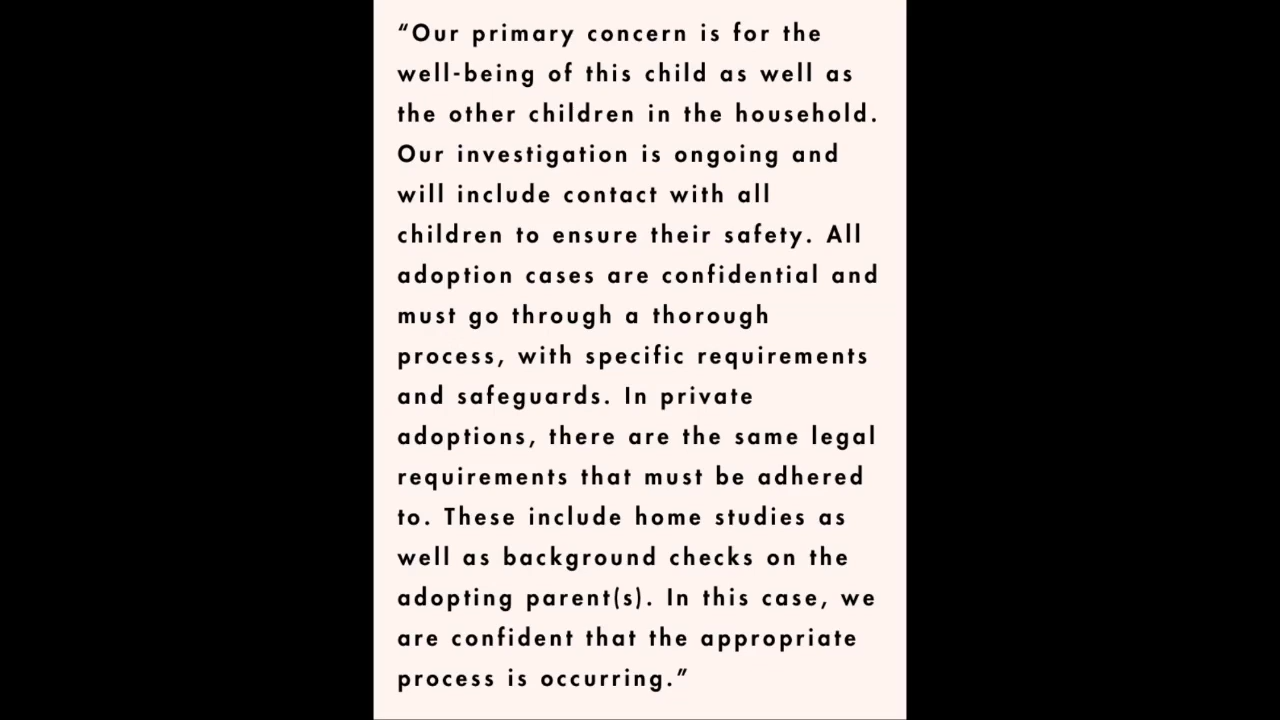 “Our primary concern is for the
well-being of this child as well as
the other children in the household.
Our investigation is ongoing and
will include contact with all
children to ensure their safety. All
adoption cases are confidential and
must go through a thorough
process, with specific requirements
and safeguards. In private
adoptions, there are the same legal
requirements that must be adhered
to. These include home studies as
well as background checks on the
adopting parent(s). In this case, we
are confident that the appropriate
process is occurring.”